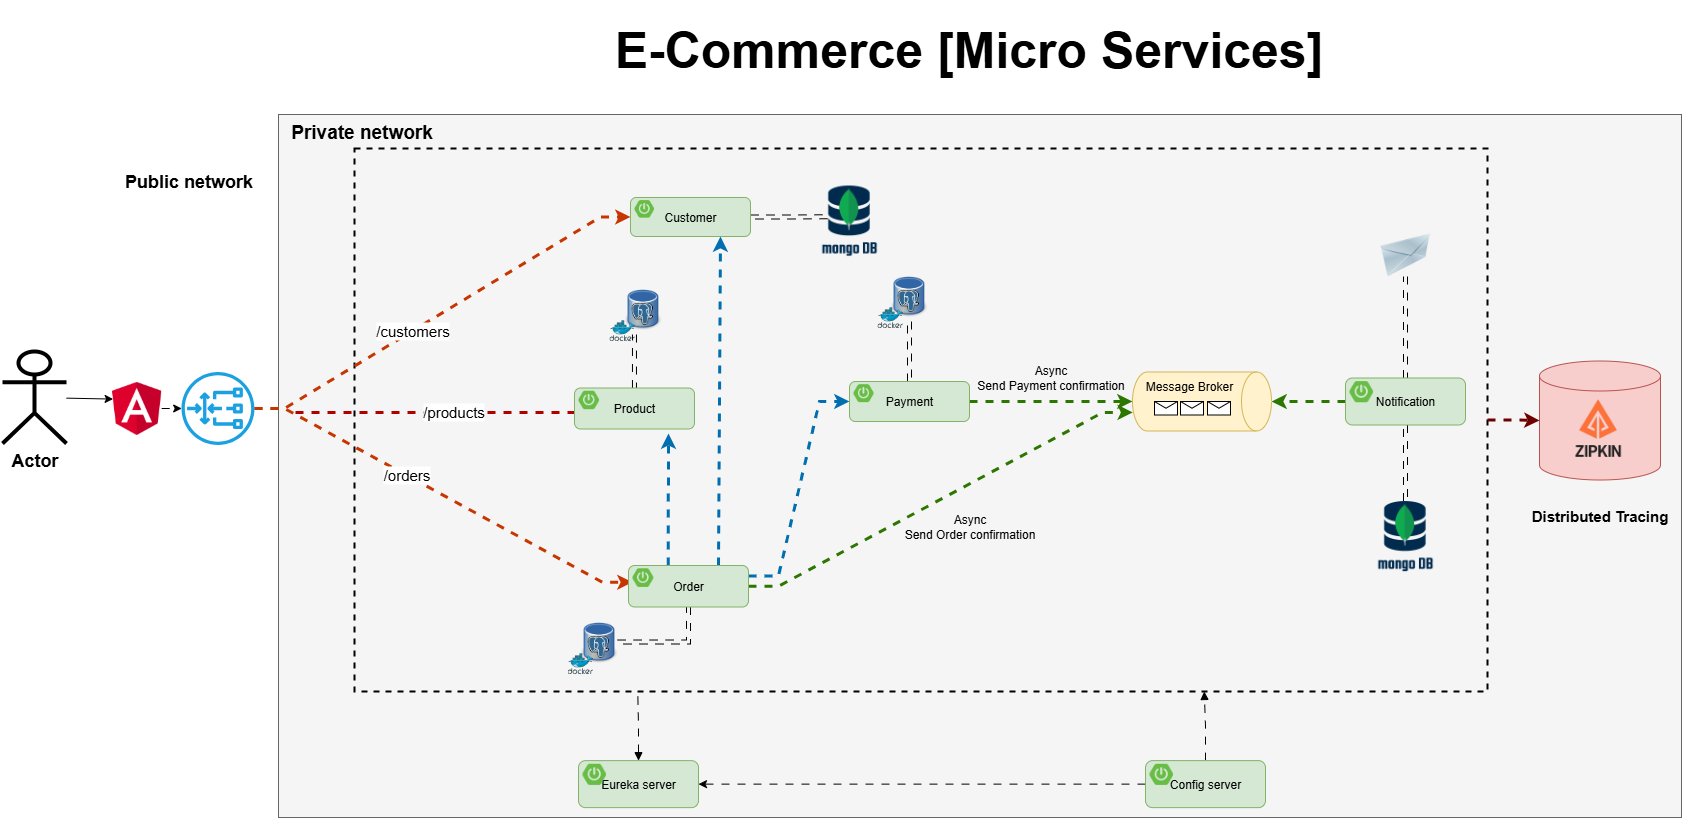 E-Commerce [Micro Services]
Private network
Public network
Customer
mongo DB
/customers
docker
docker
Product
/products
Payment
Async
Send Payment confirmation
Message Broker
Notification
ZIPKIN
Distributed Tracing
Actor
/orders
Async
Send Order confirmation
mongo DB
Order
docker
Eureka server
Config server